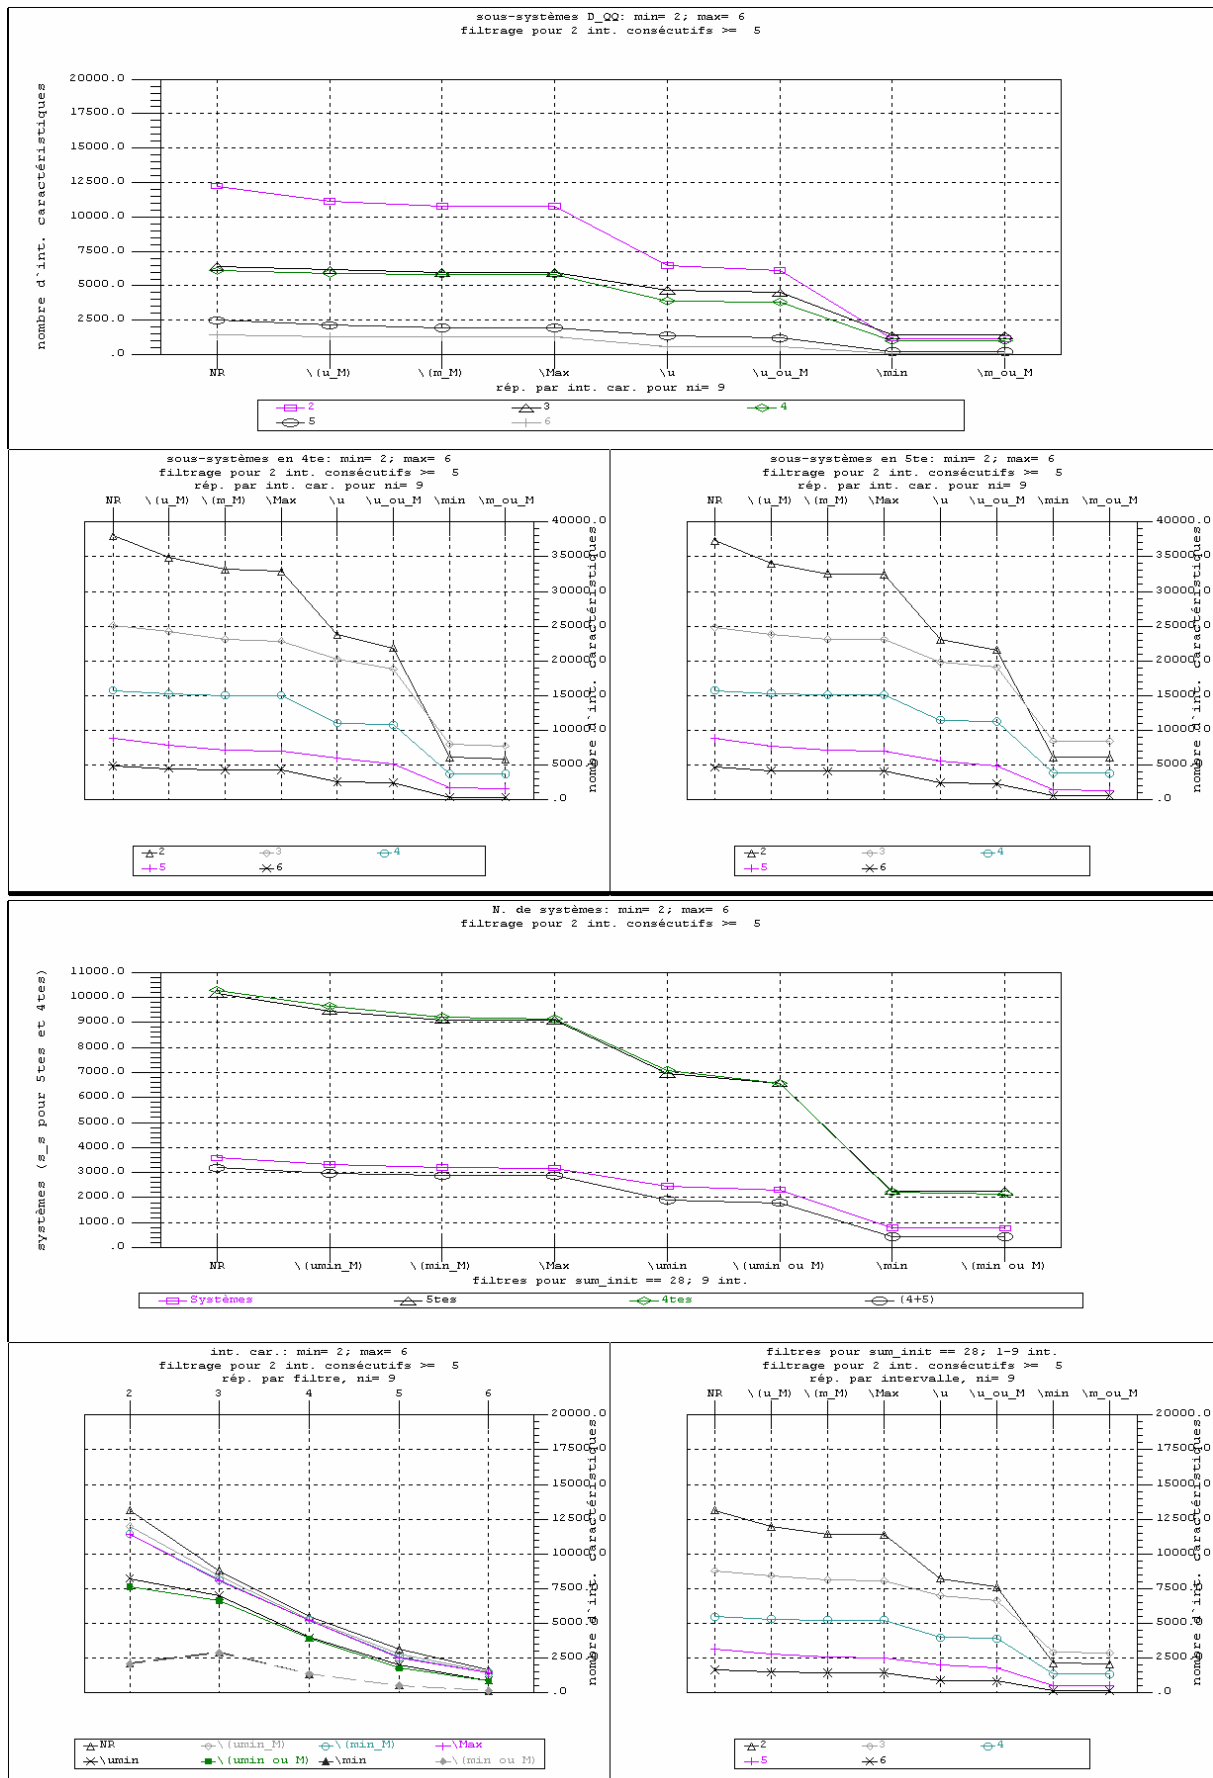 sous-systèmes D_QQ: min= 2; max= 6
filtrage pour 2 int. consécutifs >= 5
nombre d`int. caractéristiques
20000.0
17500.0
15000.0
12500.0
10000.0
7500.0
5000.0
2500.0
.0
NR \(u_M) \(m_M) \Max \u \u_ou_M \min \m_ou_M
rép. par int. car. pour ni= 9
2 3 4
5 6
sous-systèmes en 4te: min= 2; max= 6
filtrage pour 2 int. consécutifs >= 5
rép. par int. car. pour ni= 9
NR \(u_M) \(m_M) \Max \u \u_ou_M \min \m_ou_M
40000.0
35000.0
30000.0
25000.0
20000.0
15000.0
10000.0
5000.0
.0
nombre d`int. caractéristiques
2 3 4
5 6
sous-systèmes en 5te: min= 2; max= 6
filtrage pour 2 int. consécutifs >= 5
rép. par int. car. pour ni= 9
NR \(u_M) \(m_M) \Max \u \u_ou_M \min \m_ou_M
40000.0
35000.0
30000.0
25000.0
20000.0
15000.0
10000.0
5000.0
.0
nombre d`int. caractéristiques
2 3 4
5 6
N. de systèmes: min= 2; max= 6
filtrage pour 2 int. consécutifs >= 5
systèmes (s_s pour 5tes et 4tes)
11000.0
10000.0
9000.0
8000.0
7000.0
6000.0
5000.0
4000.0
3000.0
2000.0
1000.0
.0
NR \(umin_M) \(min_M) \Max \umin \(umin ou M) \min \(min ou M)
filtres pour sum_init == 28; 9 int.
Systèmes 5tes 4tes (4+5)
int. car.: min= 2; max= 6
filtrage pour 2 int. consécutifs >= 5
rép. par filtre, ni= 9
2 3 4 5 6
20000.0
17500.0
15000.0
12500.0
10000.0
7500.0
5000.0
2500.0
.0
nombre d`int. caractéristiques
NR \(umin_M) \(min_M) \Max
\umin \(umin ou M) \min \(min ou M)
filtres pour sum_init == 28; 1-9 int.
filtrage pour 2 int. consécutifs >= 5
rép. par intervalle, ni= 9
NR \(u_M) \(m_M) \Max \u \u_ou_M \min \m_ou_M
20000.0
17500.0
15000.0
12500.0
10000.0
7500.0
5000.0
2500.0
.0
nombre d`int. caractéristiques
2 3 4
5 6